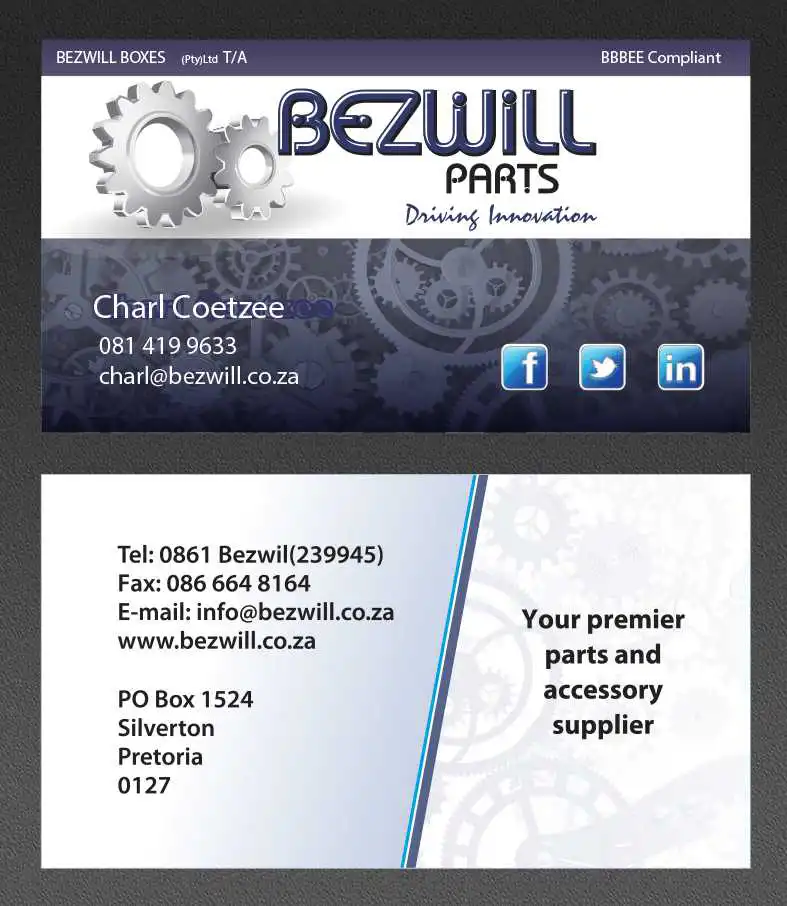 BEZWILL BOXES (Pty)Ltd T/A
BBBEE Compliant
BEZWILL
PARTS
Driving Innovation
Charl Coetzee
081 419 9633
charl@bezwill.co.za
f
in
Tel: 0861 Bezwil(239945)
Fax: 086 664 8164
E-mail: info@bezwill.co.za
www.bezwill.co.za
PO Box 1524
Silverton
Pretoria
0127
Your premier
parts and
accessory
supplier